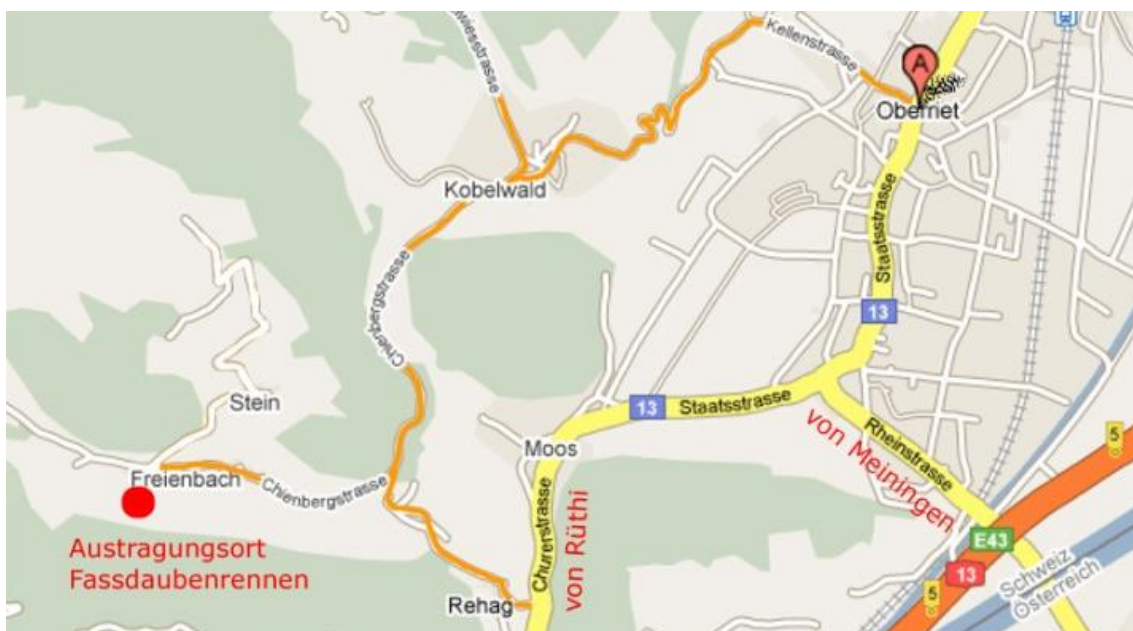 wiesstrasse
Kellenstrasse
A
Oberriet
Kobelwald
Staatsstrasse
Chienbergstrasse
13
Stein
13
Staatsstrasse
Moos
von Meiningen
Rheinstrasse
5
Freienbach
Chienbergstrasse
Churerstrasse
von Rüthi
Austragungsort
Fassdaubenrennen
E43
13
Schweiz
Österreich
5
Rehag